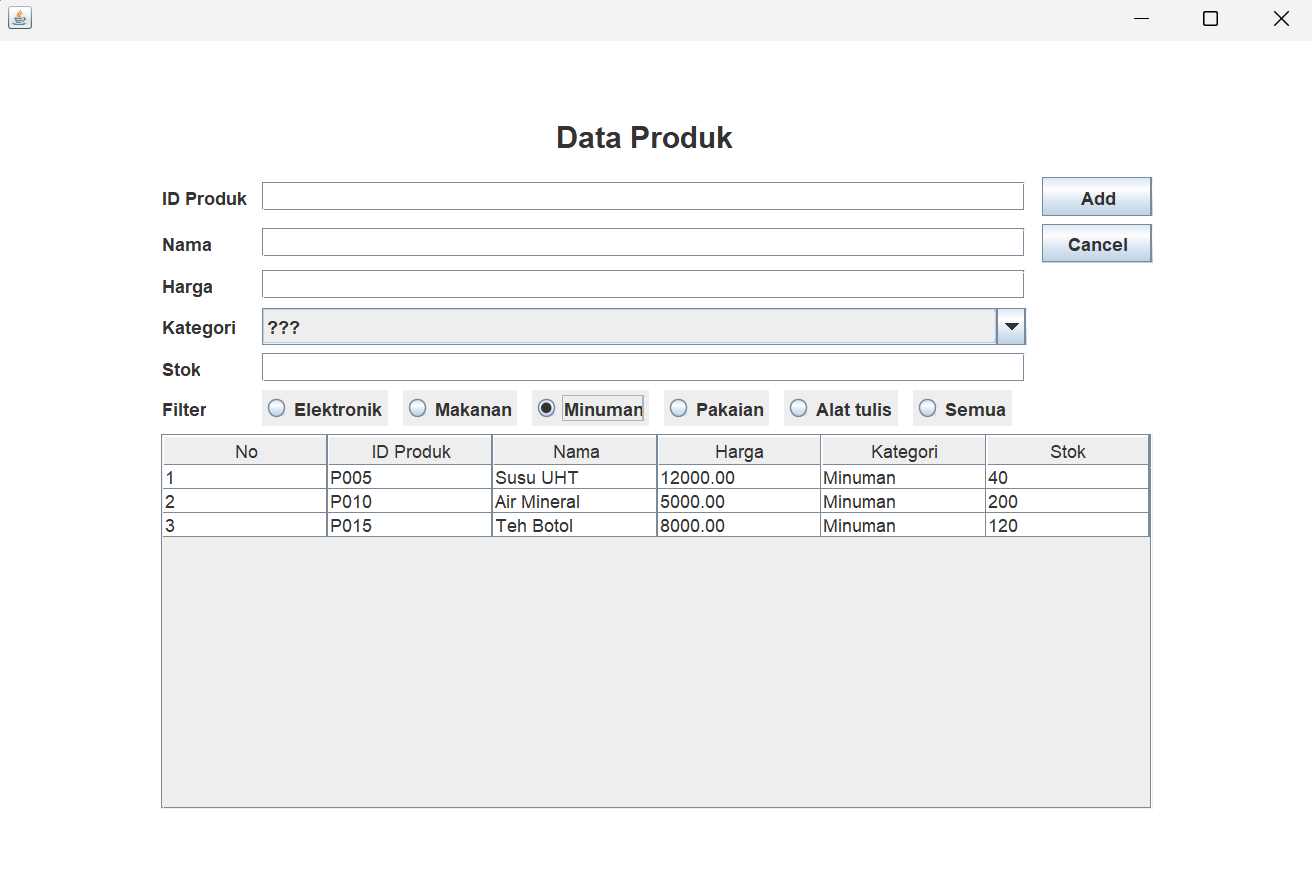 Data Produk
ID Produk Add
Nama Cancel
Harga
Kategori ???
Stok
Filter Elektronik Makanan Minuman Pakaian Alat tulis Semua
No ID Produk Nama Harga Kategori Stok
1 P005 Susu UHT 12000.00 Minuman 40
2 P010 Air Mineral 5000.00 Minuman 200
3 P015 Teh Botol 8000.00 Minuman 120